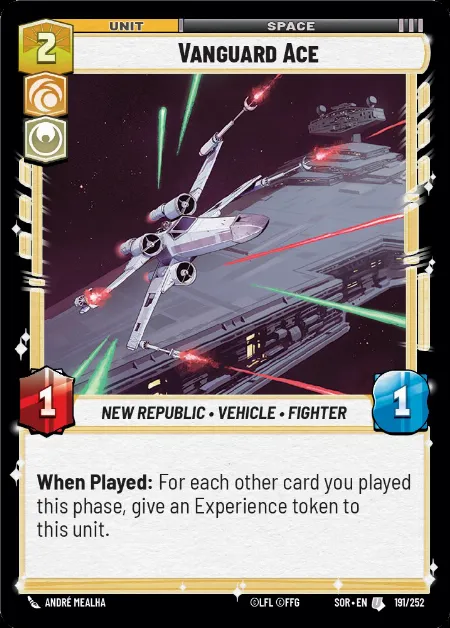 UNIT
SPACE
2
VANGUARD ACE
1
NEW REPUBLIC • VEHICLE • FIGHTER
1
When Played: For each other card you played
this phase, give an Experience token to
this unit.
ANDRÉ MEALHA
©LFL ©FFG
SOR • EN U 191/252